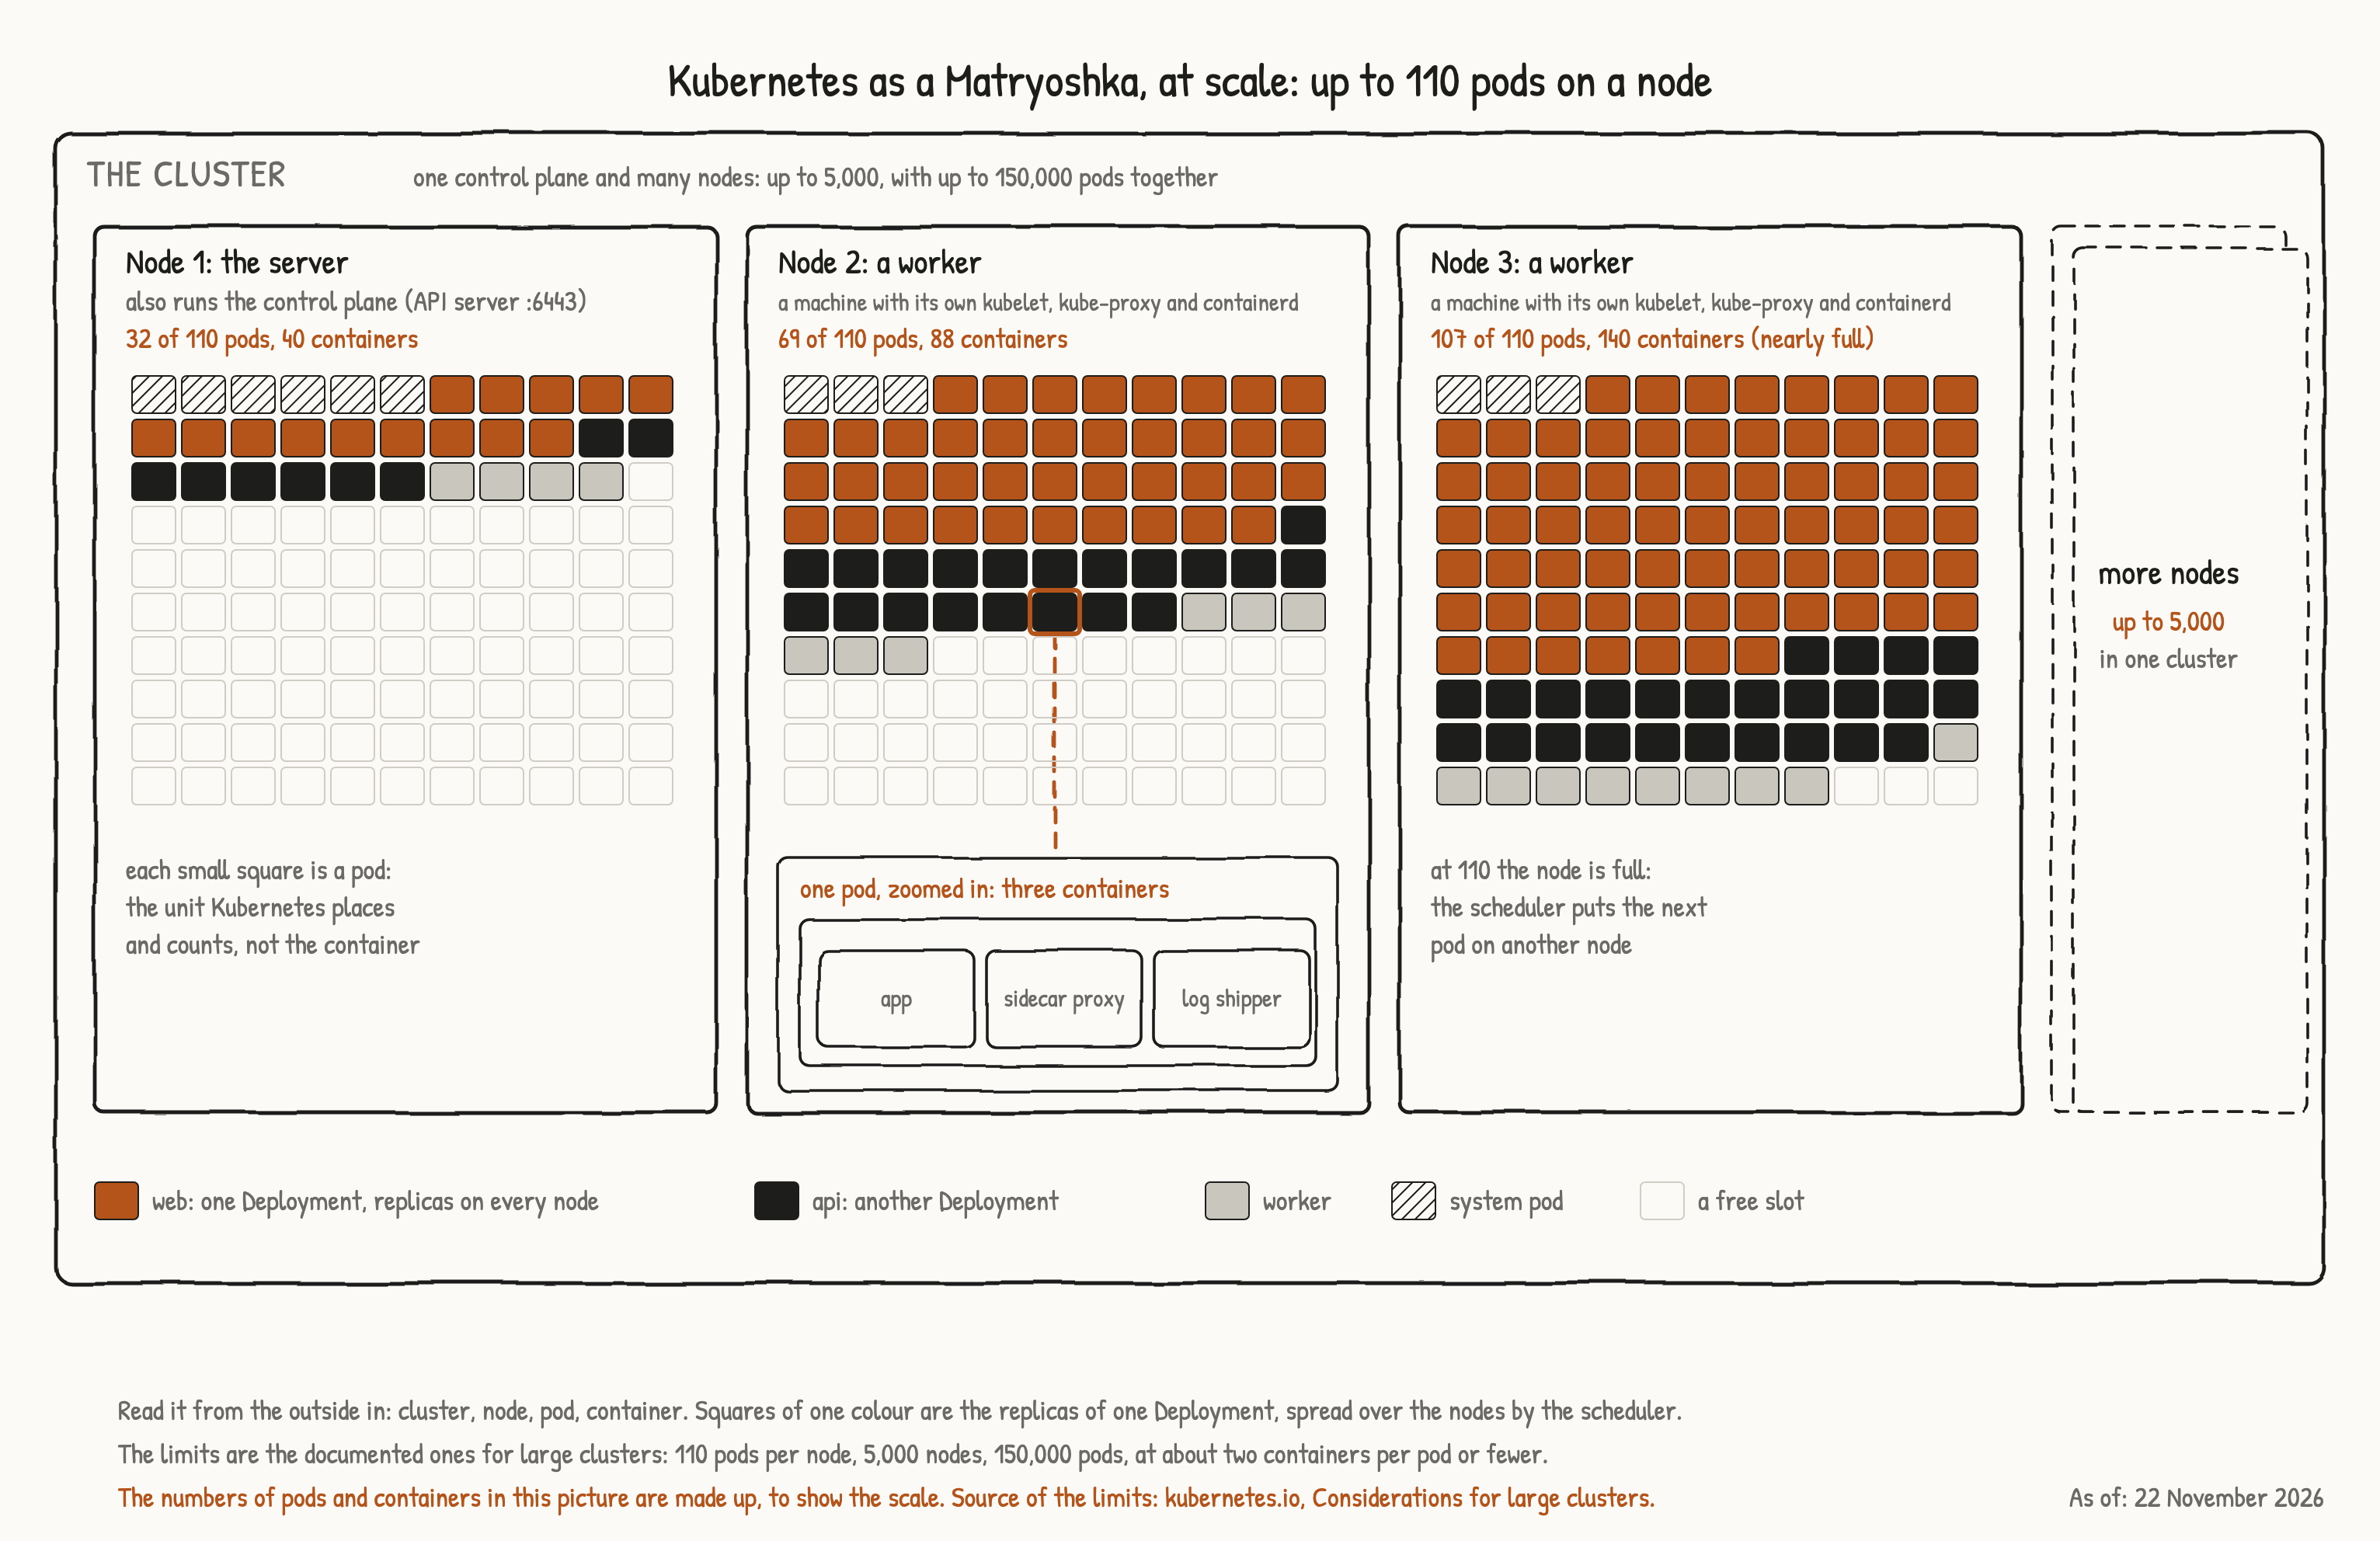 Kubernetes as a Matryoshka, at scale: up to 110 pods on a node
THE CLUSTER
one control plane and many nodes: up to 5,000, with up to 150,000 pods together
Node 1: the server
also runs the control plane (API server :6443)
32 of 110 pods, 40 containers
each small square is a pod:
the unit Kubernetes places
and counts, not the container
Node 2: a worker
a machine with its own kubelet, kube-proxy and containerd
69 of 110 pods, 88 containers
one pod, zoomed in: three containers
app
sidecar proxy
log shipper
Node 3: a worker
a machine with its own kubelet, kube-proxy and containerd
107 of 110 pods, 140 containers (nearly full)
at 110 the node is full:
the scheduler puts the next
pod on another node
more nodes
up to 5,000
in one cluster
web: one Deployment, replicas on every node
api: another Deployment
worker
system pod
a free slot
Read it from the outside in: cluster, node, pod, container. Squares of one colour are the replicas of one Deployment, spread over the nodes by the scheduler.
The limits are the documented ones for large clusters: 110 pods per node, 5,000 nodes, 150,000 pods, at about two containers per pod or fewer.
The numbers of pods and containers in this picture are made up, to show the scale. Source of the limits: kubernetes.io, Considerations for large clusters.
As of: 22 November 2026